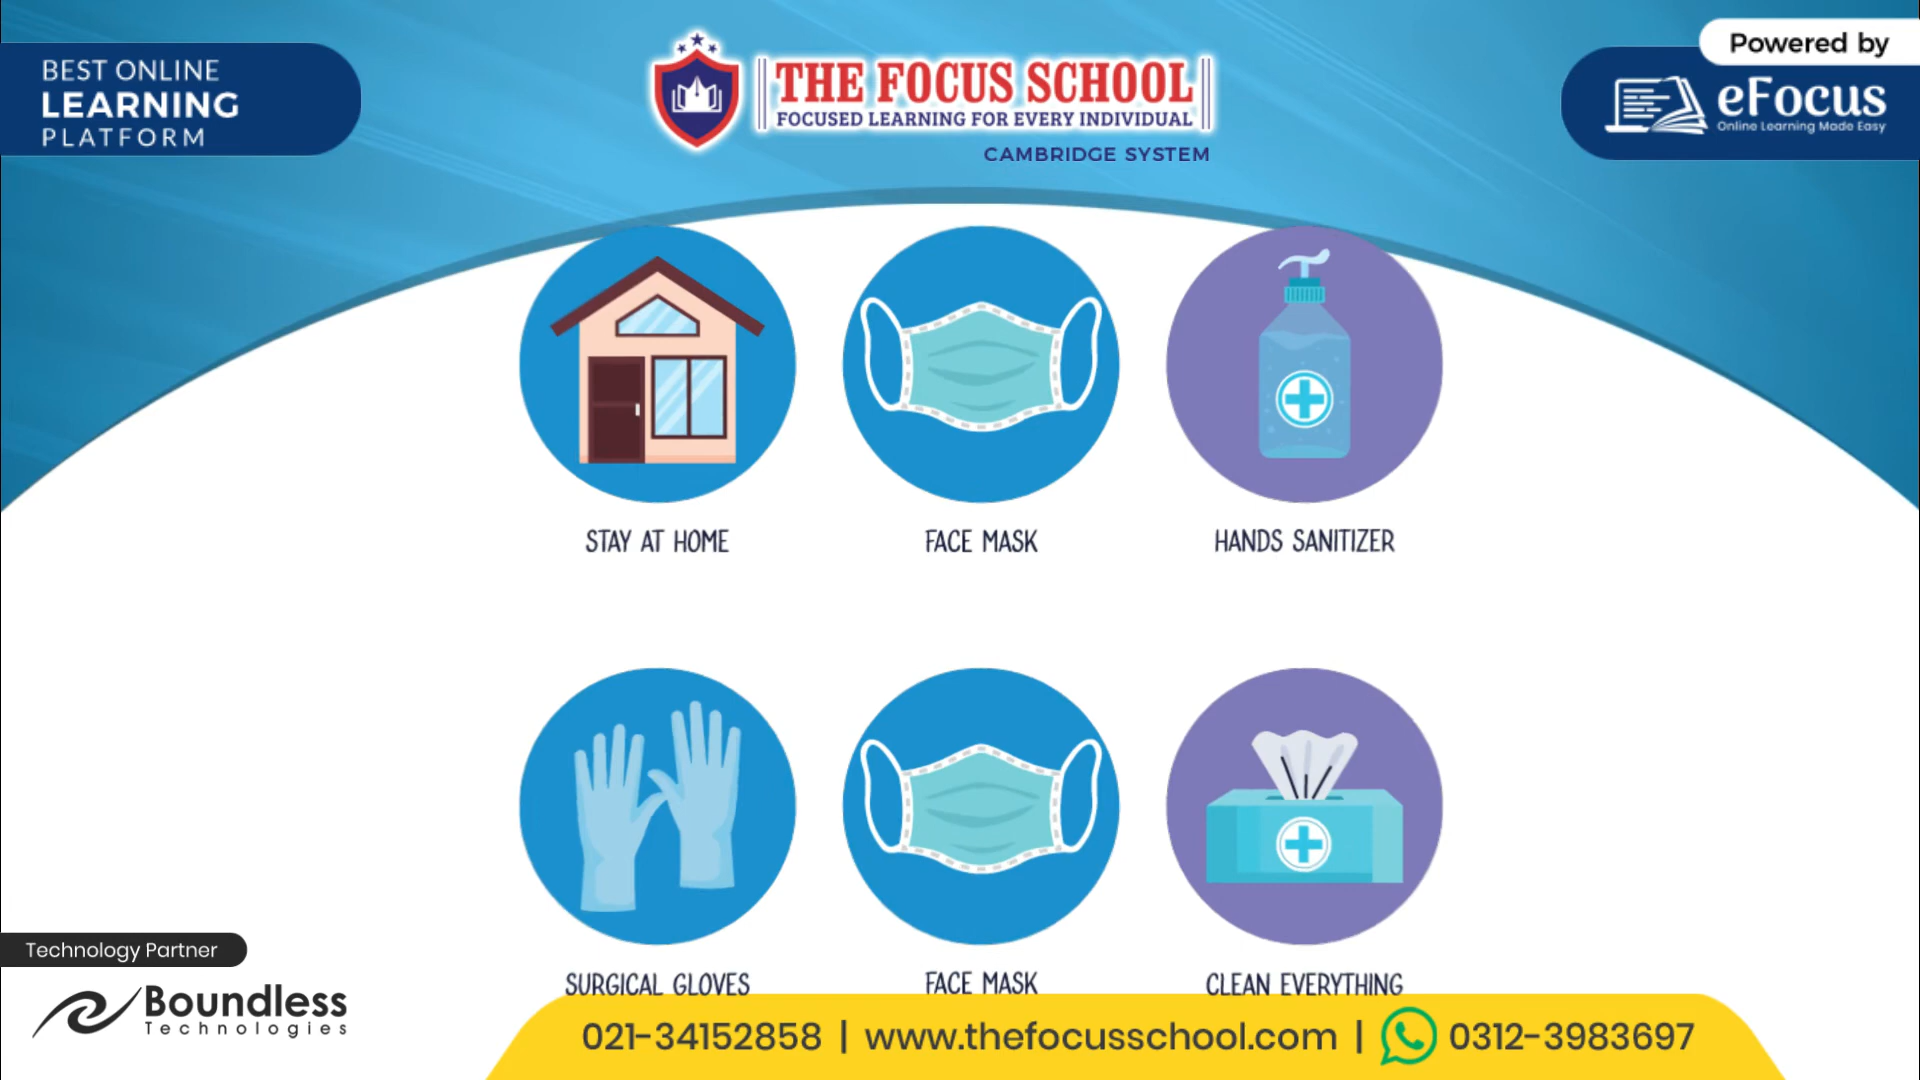 BEST ONLINE
LEARNING
PLATFORM
THE FOCUS SCHOOL
FOCUSED LEARNING FOR EVERY INDIVIDUAL
CAMBRIDGE SYSTEM
Powered by
eFocus
Online Learning Made Easy
STAY AT HOME
FACE MASK
HANDS SANITIZER
SURGICAL GLOVES
FACE MASK
CLEAN EVERYTHING
Technology Partner
Boundless
Technologies
021-34152858 | www.thefocusschool.com | 0312-3983697